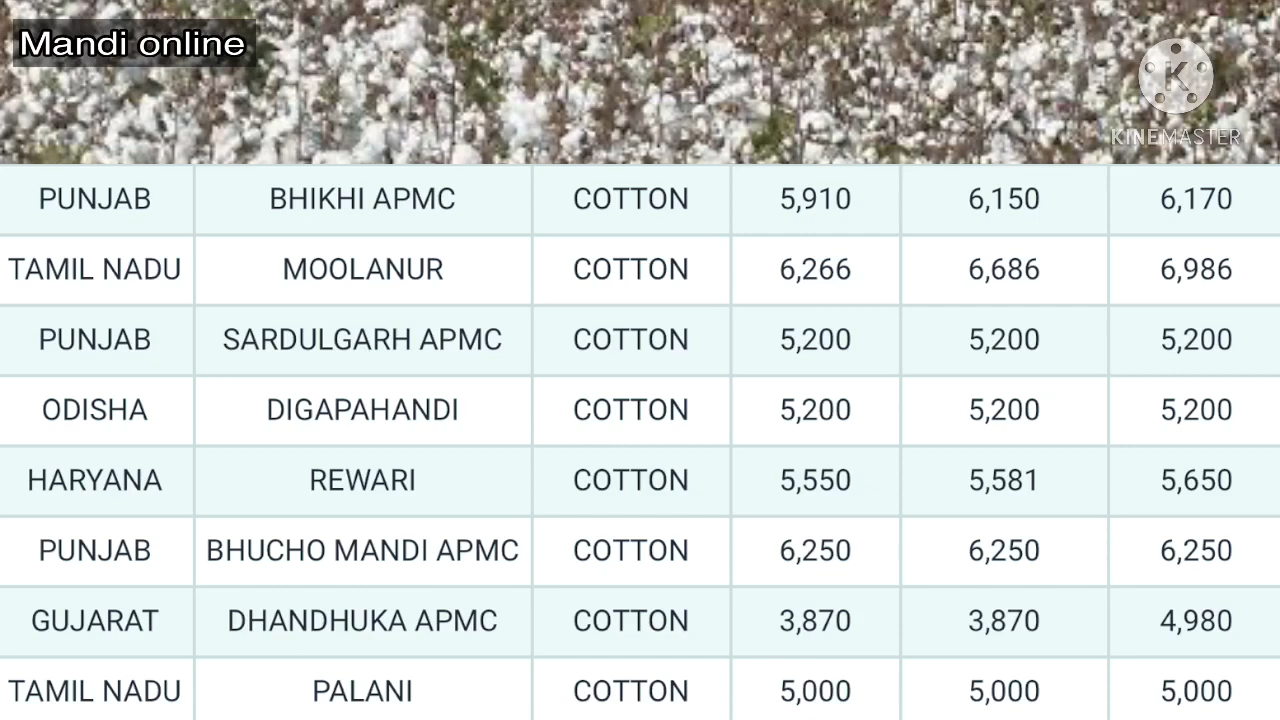 Mandi online
K
KINEMASTER
PUNJAB BHIKHI APMC COTTON 5,910 6,150 6,170
TAMIL NADU MOOLANUR COTTON 6,266 6,686 6,986
PUNJAB SARDULGARH APMC COTTON 5,200 5,200 5,200
ODISHA DIGAPAHANDI COTTON 5,200 5,200 5,200
HARYANA REWARI COTTON 5,550 5,581 5,650
PUNJAB BHUCHO MANDI APMC COTTON 6,250 6,250 6,250
GUJARAT DHANDHUKA APMC COTTON 3,870 3,870 4,980
TAMIL NADU PALANI COTTON 5,000 5,000 5,000